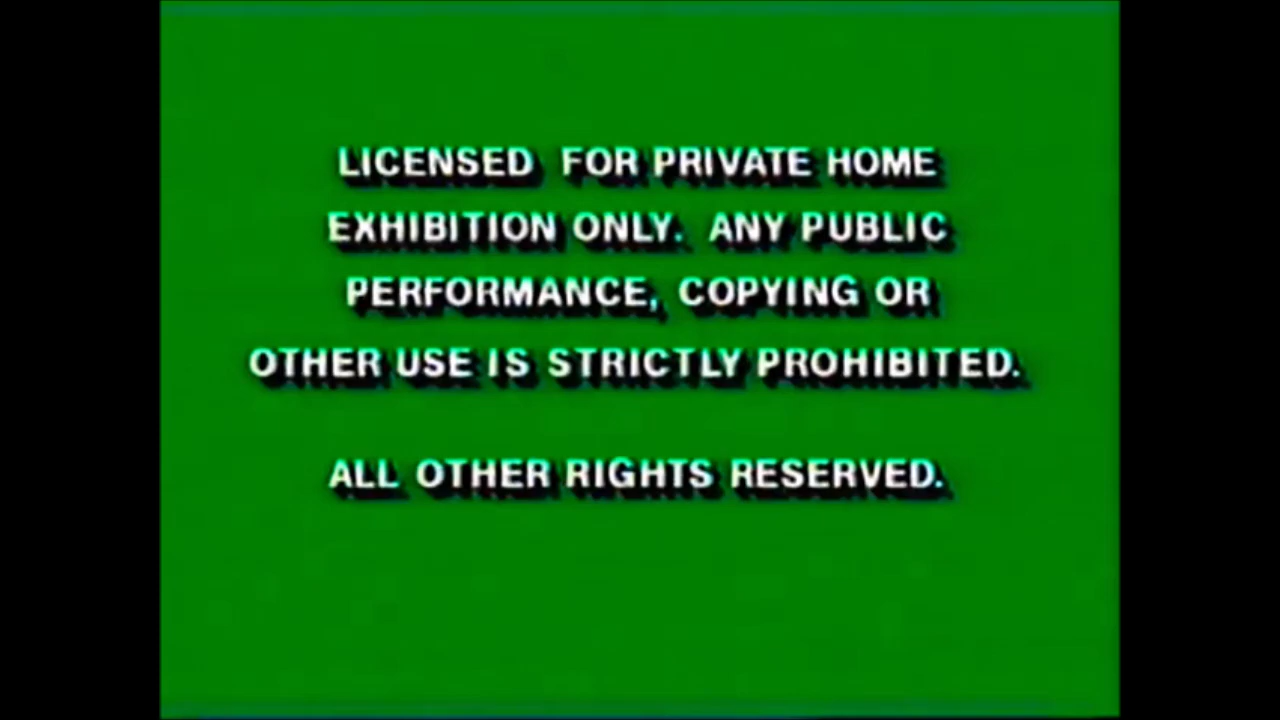 LICENSED FOR PRIVATE HOME
EXHIBITION ONLY. ANY PUBLIC
PERFORMANCE, COPYING OR
OTHER USE IS STRICTLY PROHIBITED.
ALL OTHER RIGHTS RESERVED.